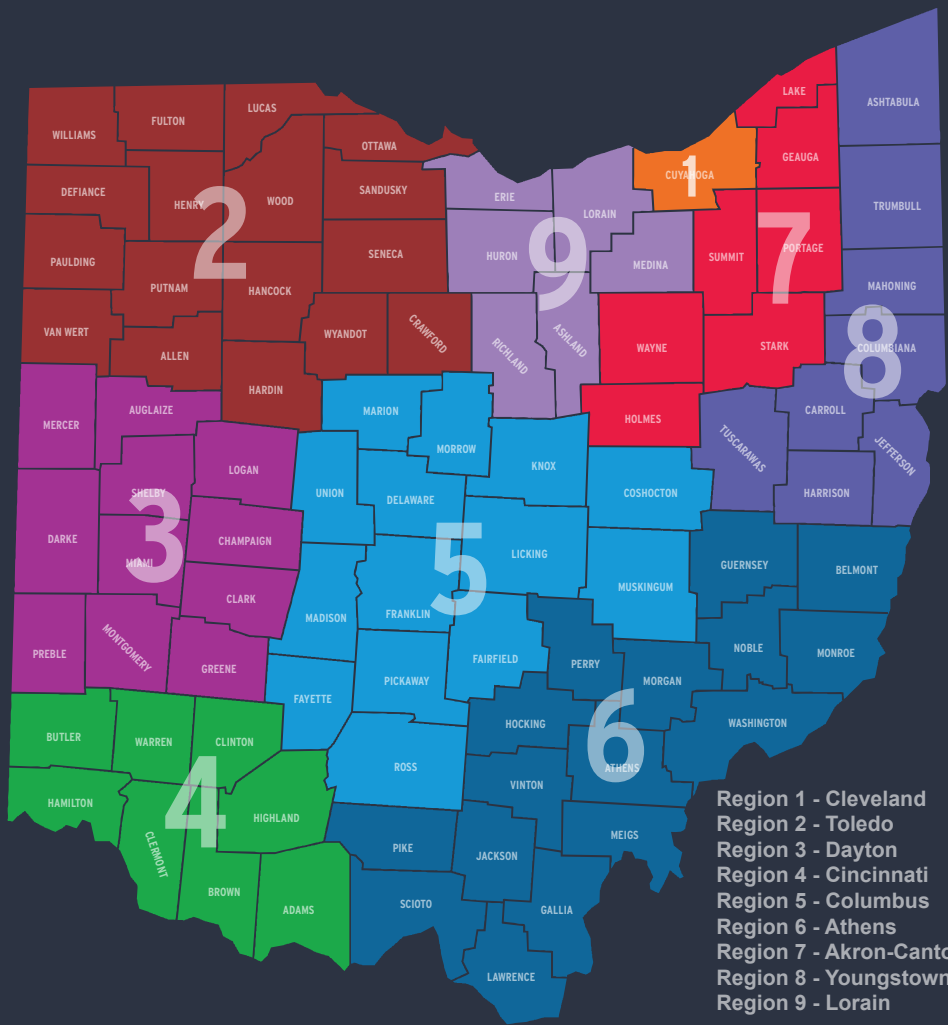 LAKE
ASHTABULA
LUCAS
FULTON
WILLIAMS
OTTAWA
GEAUGA
1
CUYAHOGA
SANDUSKY
DEFIANCE
ERIE
WOOD
HENRY
2
LORAIN
TRUMBULL
PORTAGE
7
SENECA
HURON
9
SUMMIT
PAULDING
MEDINA
MAHONING
PUTNAM
HANCOCK
VAN WERT
WYANDOT
CRAWFORD
ASHLAND
RICHLAND
WAYNE
STARK
COLUMBIANA
8
ALLEN
HARDIN
AUGLAIZE
MARION
CARROLL
MERCER
HOLMES
MORROW
TUSCARAWAS
JEFFERSON
LOGAN
KNOX
SHELBY
UNION
DELAWARE
COSHOCTON
HARRISON
3
DARKE
CHAMPAIGN
5
LICKING
MIAMI
GUERNSEY
BELMONT
CLARK
MUSKINGUM
MADISON
FRANKLIN
MONTGOMERY
PREBLE
GREENE
FAIRFIELD
PERRY
NOBLE
MONROE
PICKAWAY
MORGAN
FAYETTE
HOCKING
WASHINGTON
BUTLER
WARREN
CLINTON
6
ROSS
ATHENS
VINTON
HAMILTON
4
HIGHLAND
MEIGS
CLERMONT
PIKE
JACKSON
BROWN
ADAMS
SCIOTO
GALLIA
LAWRENCE
Region 1 - Cleveland
Region 2 - Toledo
Region 3 - Dayton
Region 4 - Cincinnati
Region 5 - Columbus
Region 6 - Athens
Region 7 - Akron-Canto
Region 8 - Youngstown
Region 9 - Lorain